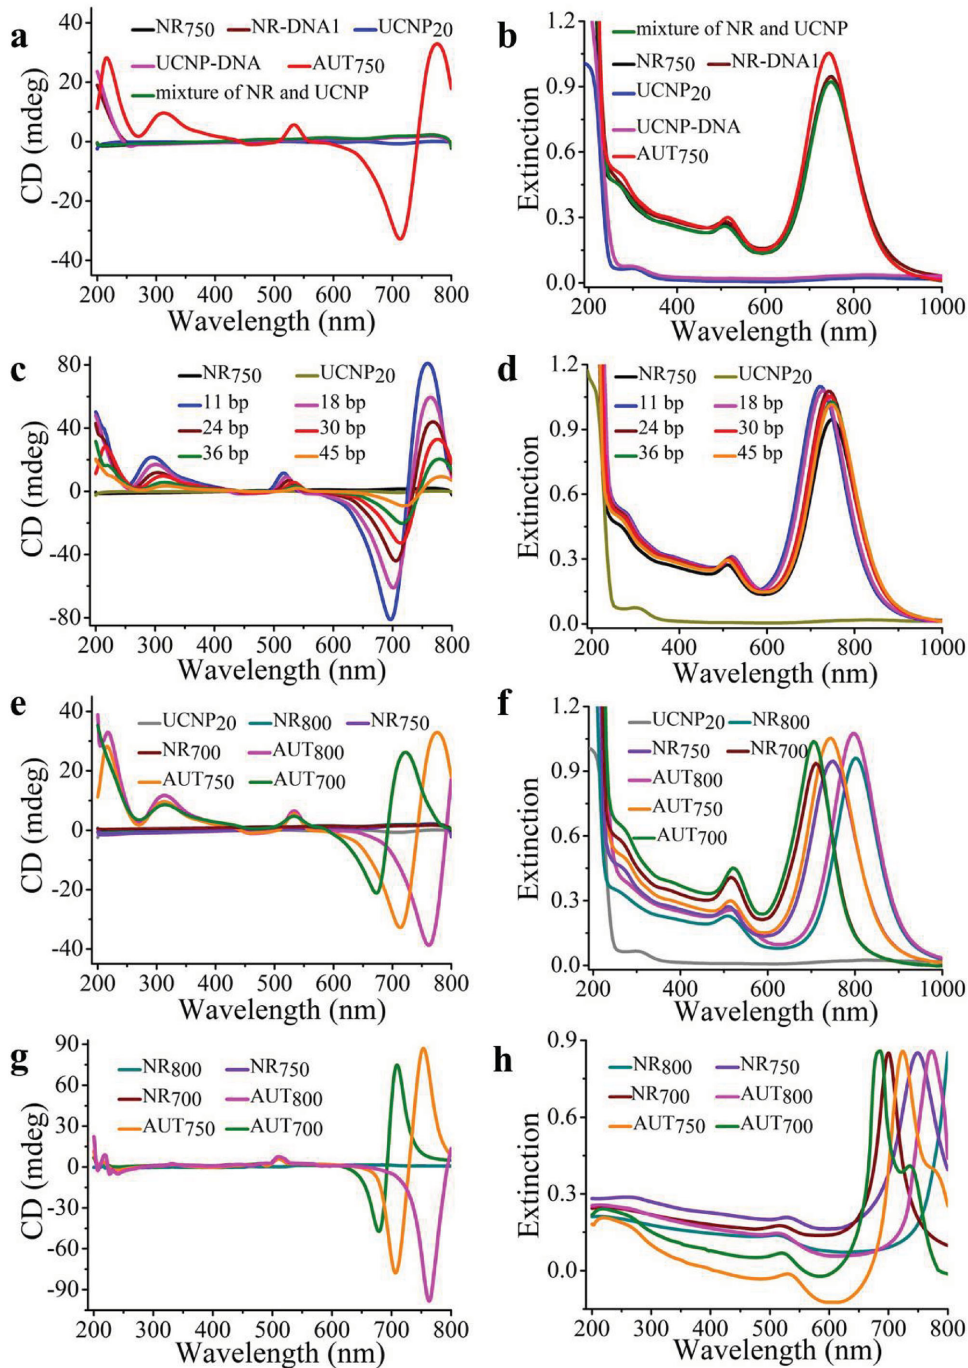 a
NR750 NR-DNA1 UCNP20
UCNP-DNA AUT750
mixture of NR and UCNP
40
20
0
-20
-40
CD (mdeg)
200 300 400 500 600 700 800
Wavelength (nm)
b
mixture of NR and UCNP
NR750 NR-DNA1
UCNP20
UCNP-DNA
AUT750
1.2
0.9
0.6
0.3
0.0
Extinction
200 400 600 800 1000
Wavelength (nm)
c
NR750 UCNP20
11 bp 18 bp
24 bp 30 bp
36 bp 45 bp
80
40
0
-40
-80
CD (mdeg)
200 300 400 500 600 700 800
Wavelength (nm)
d
NR750 UCNP20
11 bp 18 bp
24 bp 30 bp
36 bp 45 bp
1.2
0.9
0.6
0.3
0.0
Extinction
200 400 600 800 1000
Wavelength (nm)
e
UCNP20 NR800 NR750
NR700 AUT800
AUT750 AUT700
40
20
0
-20
-40
CD (mdeg)
200 300 400 500 600 700 800
Wavelength (nm)
f
UCNP20 NR800
NR750 NR700
AUT800
AUT750
AUT700
1.2
0.9
0.6
0.3
0.0
Extinction
200 400 600 800 1000
Wavelength (nm)
g
NR800 NR750
NR700 AUT800
AUT750 AUT700
90
60
30
0
-30
-60
-90
CD (mdeg)
200 300 400 500 600 700 800
Wavelength (nm)
h
NR800 NR750
NR700 AUT800
AUT750 AUT700
0.9
0.6
0.3
0.0
Extinction
200 300 400 500 600 700 800
Wavelength (nm)